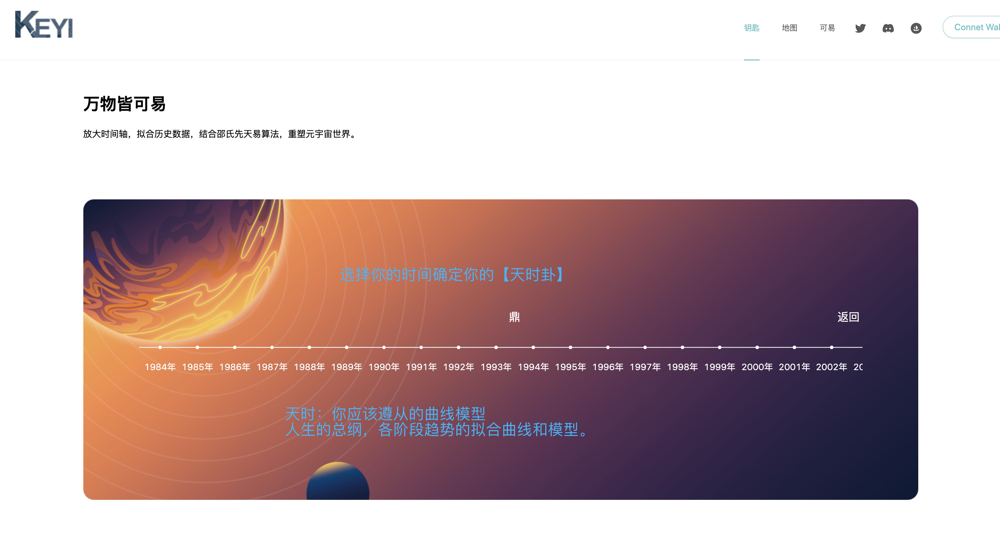 KEYI
钥匙 地图 可易 Connet Wal
万物皆可易
放大时间轴，拟合历史数据，结合邵氏先天易算法，重塑元宇宙世界。
选择你的时间确定你的【天时卦】
鼎 返回
1984年 1985年 1986年 1987年 1988年 1989年 1990年 1991年 1992年 1993年 1994年 1995年 1996年 1997年 1998年 1999年 2000年 2001年 2002年 20
天时：你应该遵从的曲线模型
人生的总纲，各阶段趋势的拟合曲线和模型。